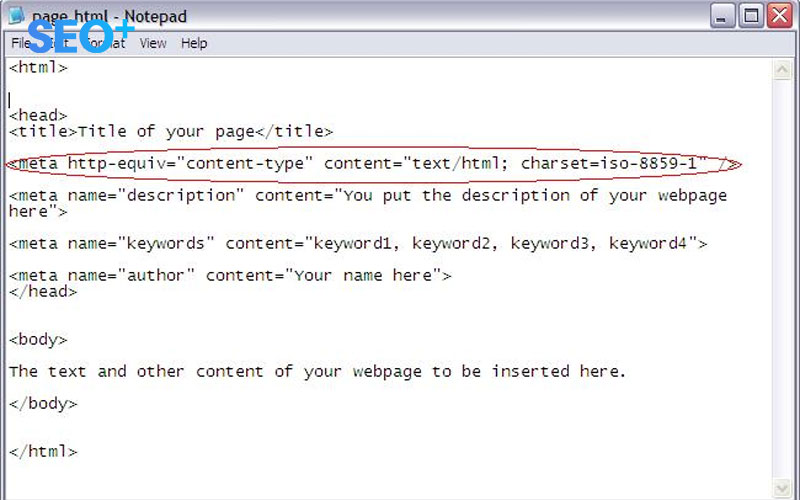 page html - Notepad
SEO+
File Edit Format View Help
<html>
<head>
<title>Title of your page</title>
<meta http-equiv="content-type" content="text/html; charset=iso-8859-1" />
<meta name="description" content="You put the description of your webpage
here">
<meta name="keywords" content="keyword1, keyword2, keyword3, keyword4">
<meta name="author" content="Your name here">
</head>
<body>
The text and other content of your webpage to be inserted here.
</body>
</html>